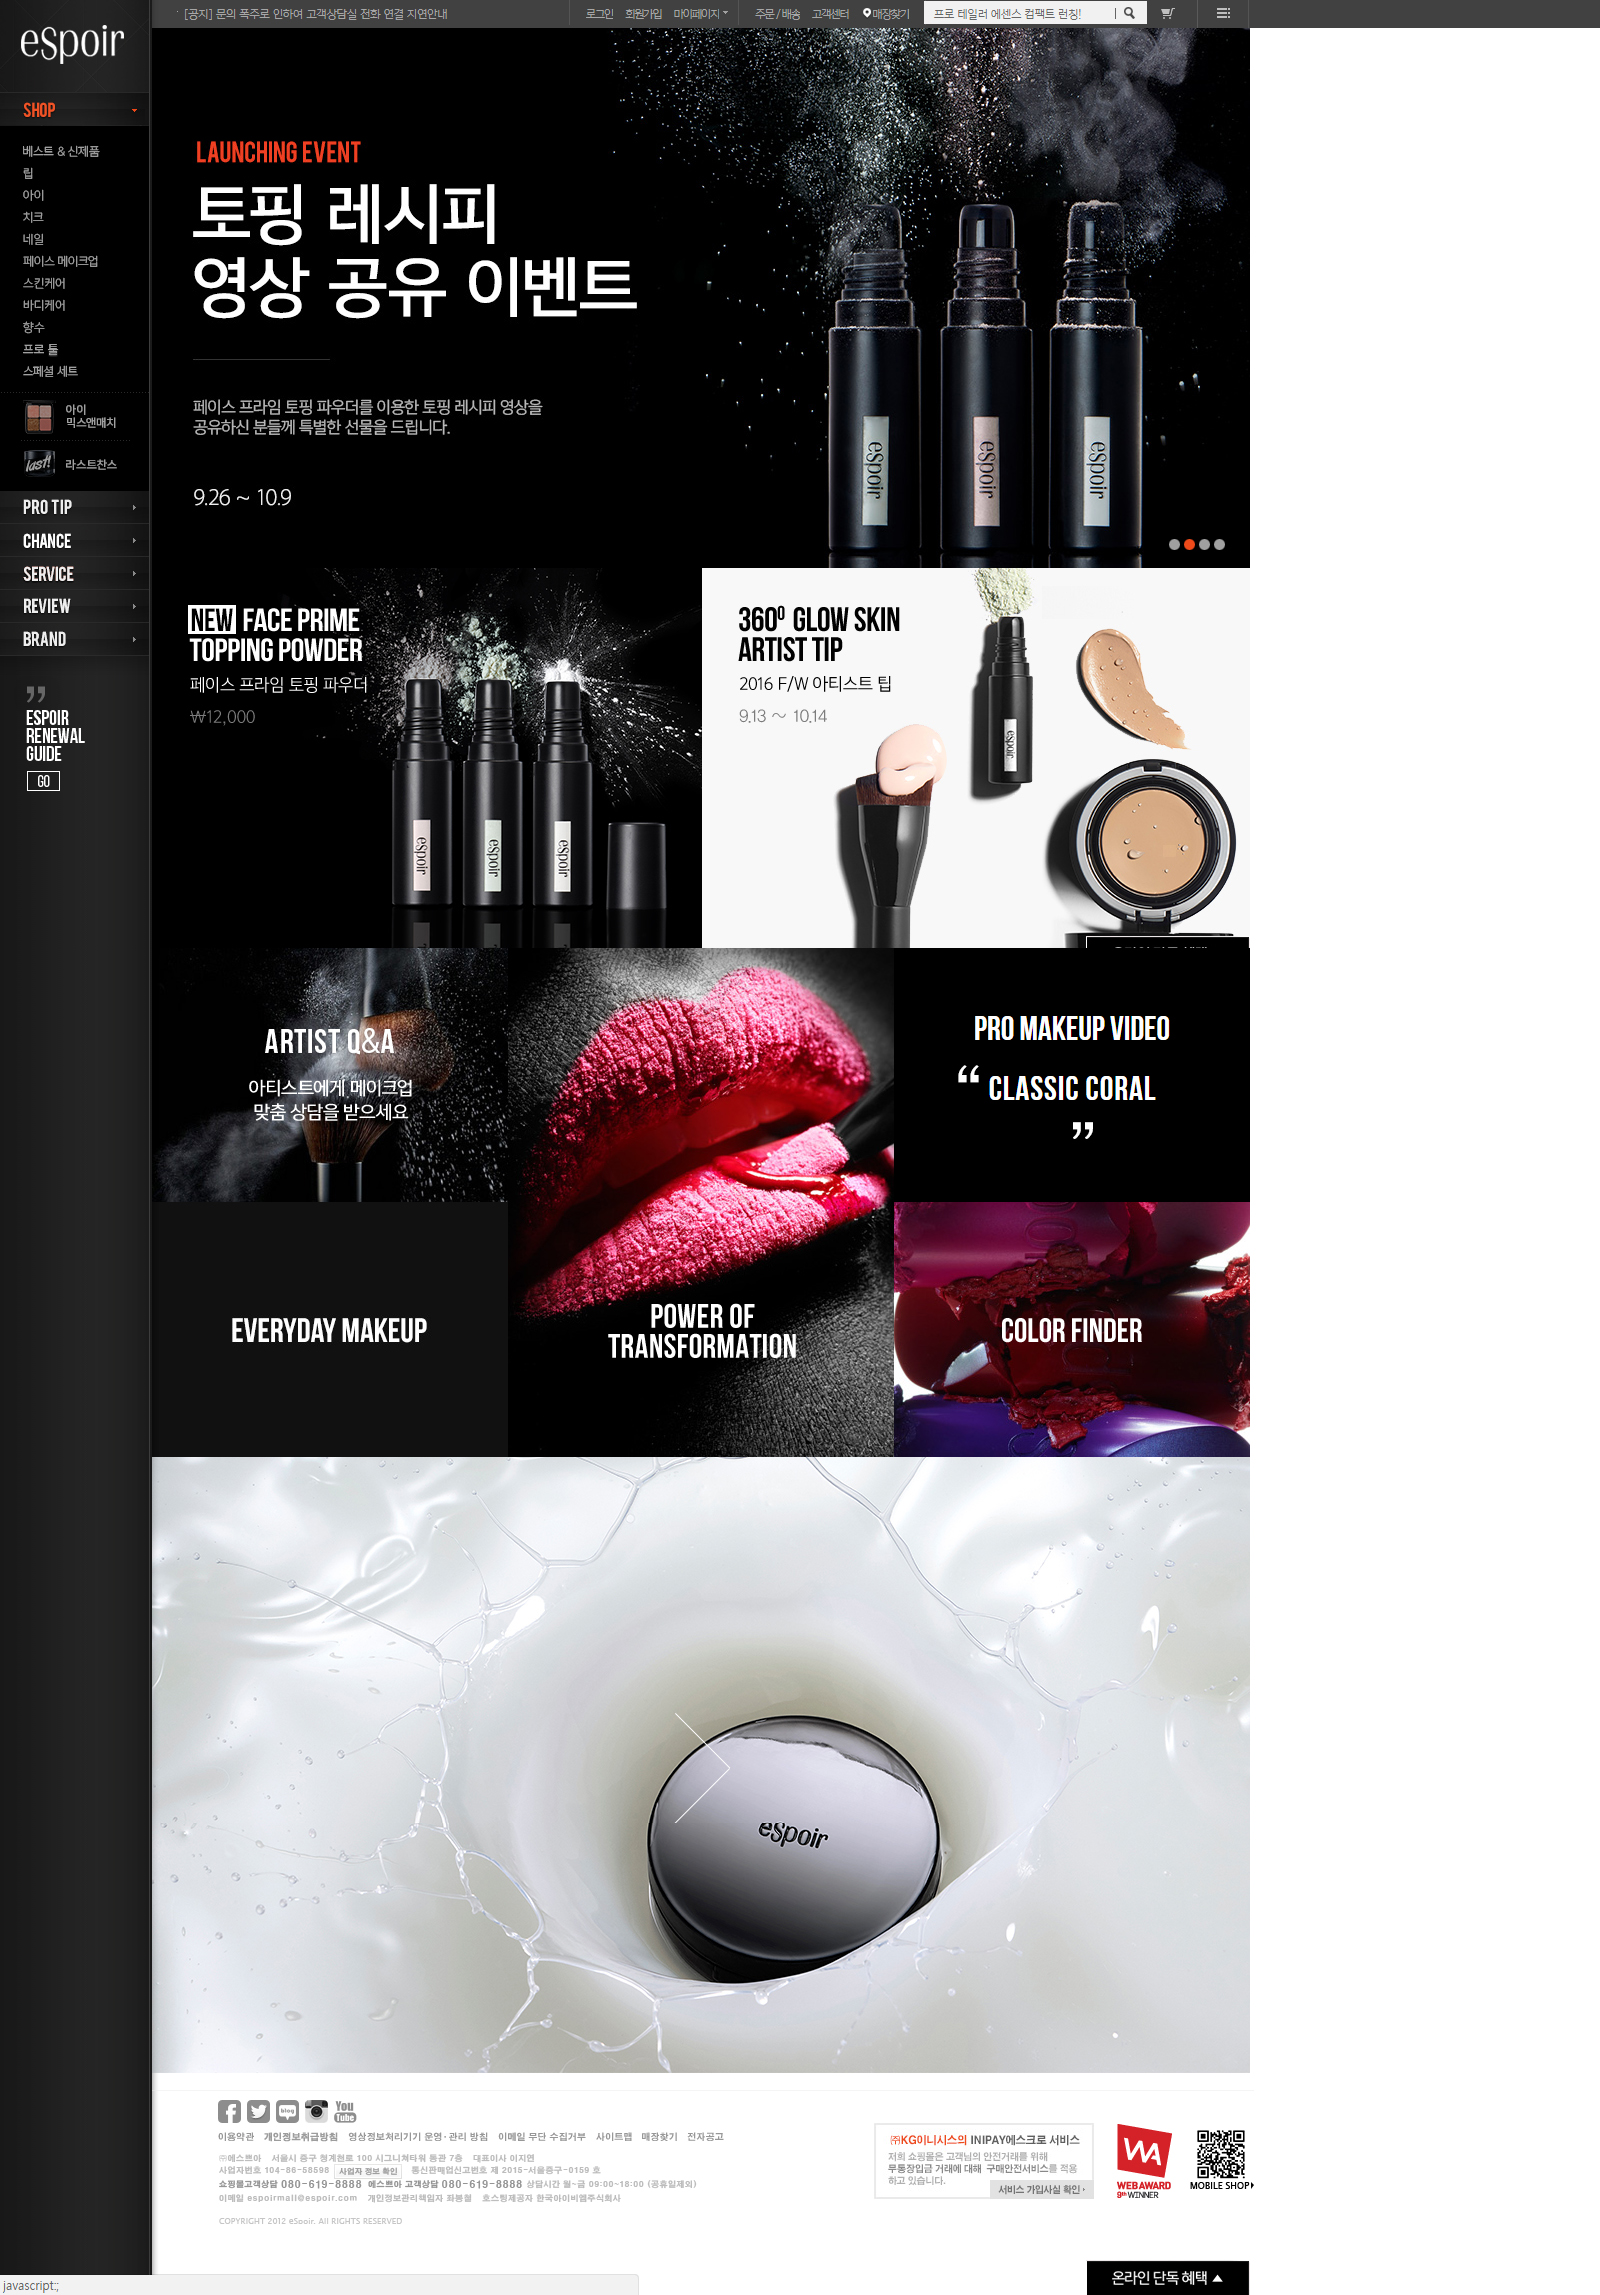 eSpoir
[공지] 문의 폭주로 인하여 고객상담실 전화 연결 지연안내
로그인 회원가입 마이페이지
주문 / 배송 고객센터 매장찾기
프로 테일러 에센스 컴팩트 런칭!
SHOP
베스트 & 신제품
립
아이
치크
네일
페이스 메이크업
스킨케어
바디케어
향수
프로 툴
스페셜 세트
아이
믹스앤매치
last!
라스트찬스
PRO TIP
CHANCE
SERVICE
REVIEW
BRAND
ESPOIR
RENEWAL
GUIDE
GO
LAUNCHING EVENT
토핑 레시피
영상 공유 이벤트
페이스 프라임 토핑 파우더를 이용한 토핑 레시피 영상을
공유하신 분들께 특별한 선물을 드립니다.
9.26 ~ 10.9
eSpoir
eSpoir
eSpoir
NEW FACE PRIME
TOPPING POWDER
페이스 프라임 토핑 파우더
₩12,000
eSpoir
eSpoir
eSpoir
360° GLOW SKIN
ARTIST TIP
2016 F/W 아티스트 팁
9.13 ~ 10.14
eSpoir
ARTIST Q&A
아티스트에게 메이크업
맞춤 상담을 받으세요
PRO MAKEUP VIDEO
“ CLASSIC CORAL
”
EVERYDAY MAKEUP
POWER OF
TRANSFORMATION
COLOR FINDER
eSpoir
You
Tube
blog
이용약관 개인정보취급방침 영상정보처리기기 운영·관리 방침 이메일 무단 수집거부 사이트맵 매장찾기 전자공고
㈜에스쁘아 서울시 중구 청계천로 100 시그니쳐타워 동관 7층 대표이사 이지연
사업자번호 104-86-58598 사업자 정보 확인 통신판매업신고번호 제 2015-서울중구-0159 호
쇼핑몰고객상담 080-619-8888 에스쁘아 고객상담 080-619-8888 상담시간 월~금 09:00~18:00 (공휴일제외)
이메일 espoirmall@espoir.com 개인정보관리책임자 좌봉철 호스팅제공자 한국아이비엠주식회사
COPYRIGHT 2012 eSpoir. All RIGHTS RESERVED
㈜KG이니시스의 INIPAY에스크로 서비스
저희 쇼핑몰은 고객님의 안전거래를 위해
무통장입금 거래에 대해 구매안전서비스를 적용
하고 있습니다.
서비스 가입사실 확인
WA
WEB AWARD
9th WINNER
MOBILE SHOP
온라인 단독 혜택
javascript:;